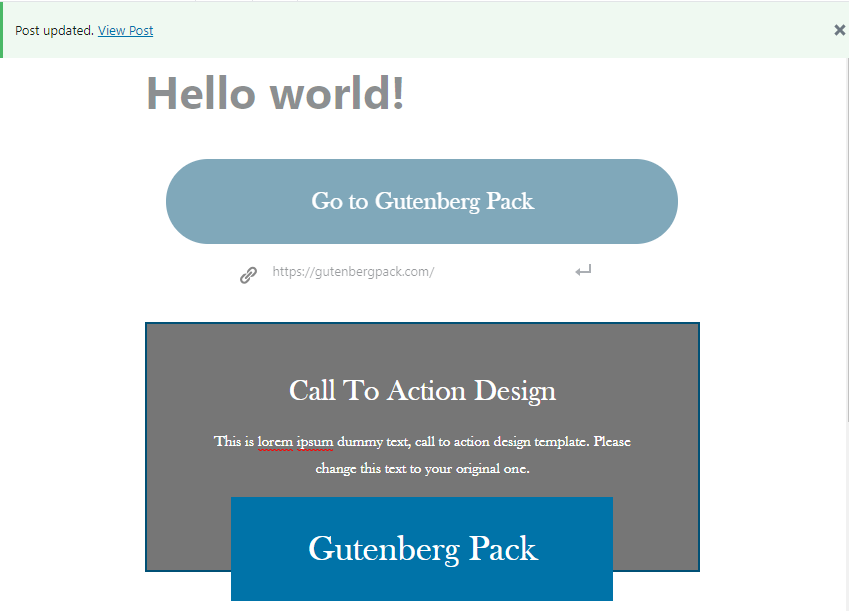 Post updated. View Post
Hello world!
Go to Gutenberg Pack
https://gutenbergpack.com/
Call To Action Design
This is lorem ipsum dummy text, call to action design template. Please
change this text to your original one.
Gutenberg Pack